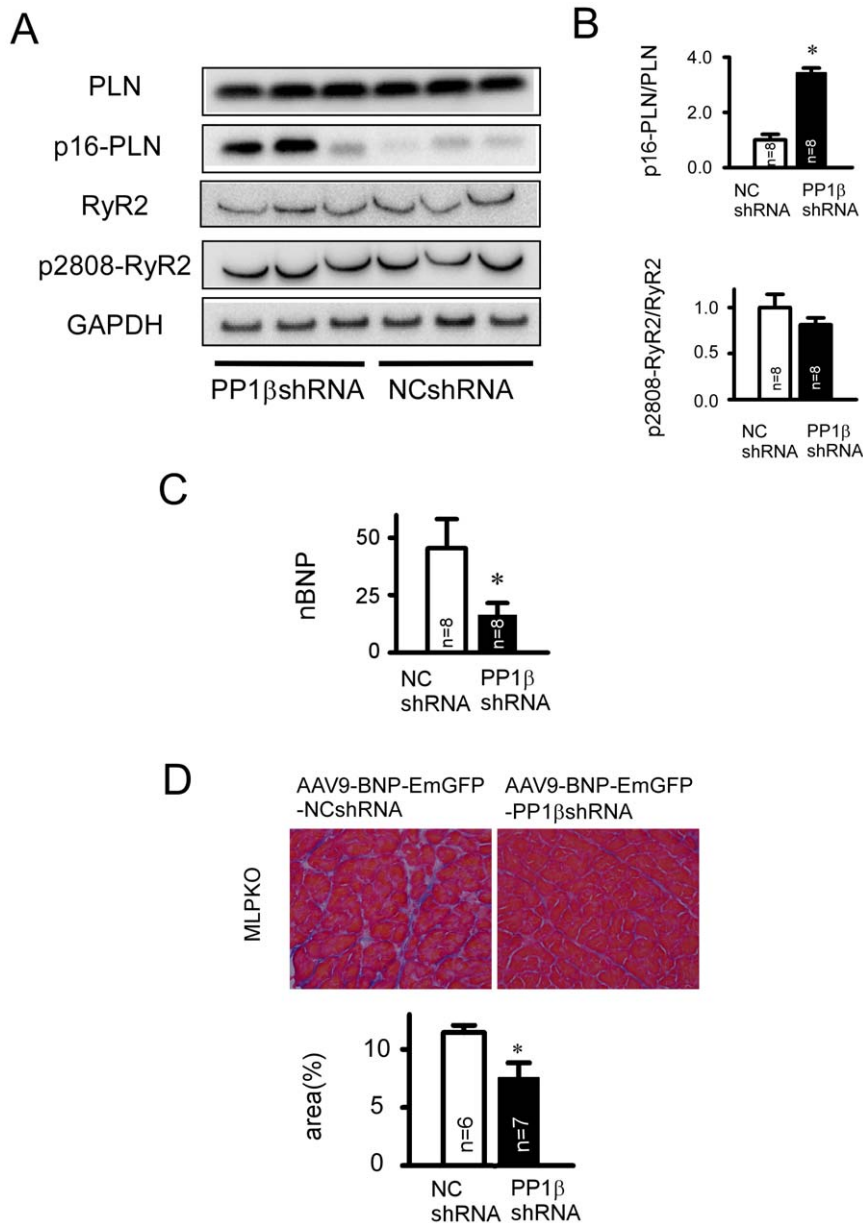 A
PLN
p16-PLN
RyR2
p2808-RyR2
GAPDH
PP1βshRNA NCshRNA
B
p16-PLN/PLN
4.0
2.0
0.0
*
n=8
n=8
NC PP1β
shRNA shRNA
p2808-RyR2/RyR2
1.0
0.5
0.0
n=8
n=8
NC PP1β
shRNA shRNA
C
nBNP
50
25
0
*
n=8
n=8
NC PP1β
shRNA shRNA
D
AAV9-BNP-EmGFP AAV9-BNP-EmGFP
-NCshRNA -PP1βshRNA
MLPKO
area(%)
10
5
0
*
n=6
n=7
NC PP1β
shRNA shRNA